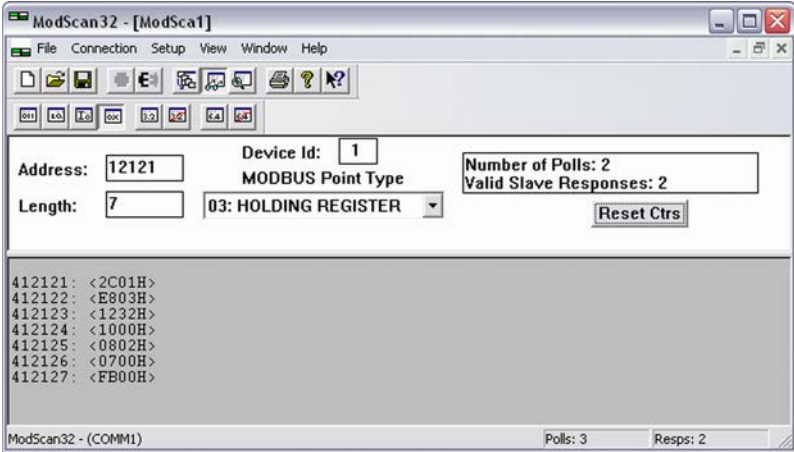 ModScan32 - [ModSca1]
File Connection Setup View Window Help
Address: 12121
Device Id: 1
MODBUS Point Type
Length: 7
03: HOLDING REGISTER
Number of Polls: 2
Valid Slave Responses: 2
Reset Ctrs
412121: <2C01H>
412122: <E803H>
412123: <1232H>
412124: <1000H>
412125: <0802H>
412126: <0700H>
412127: <FB00H>
ModScan32 - (COMM1) Polls: 3 Resps: 2